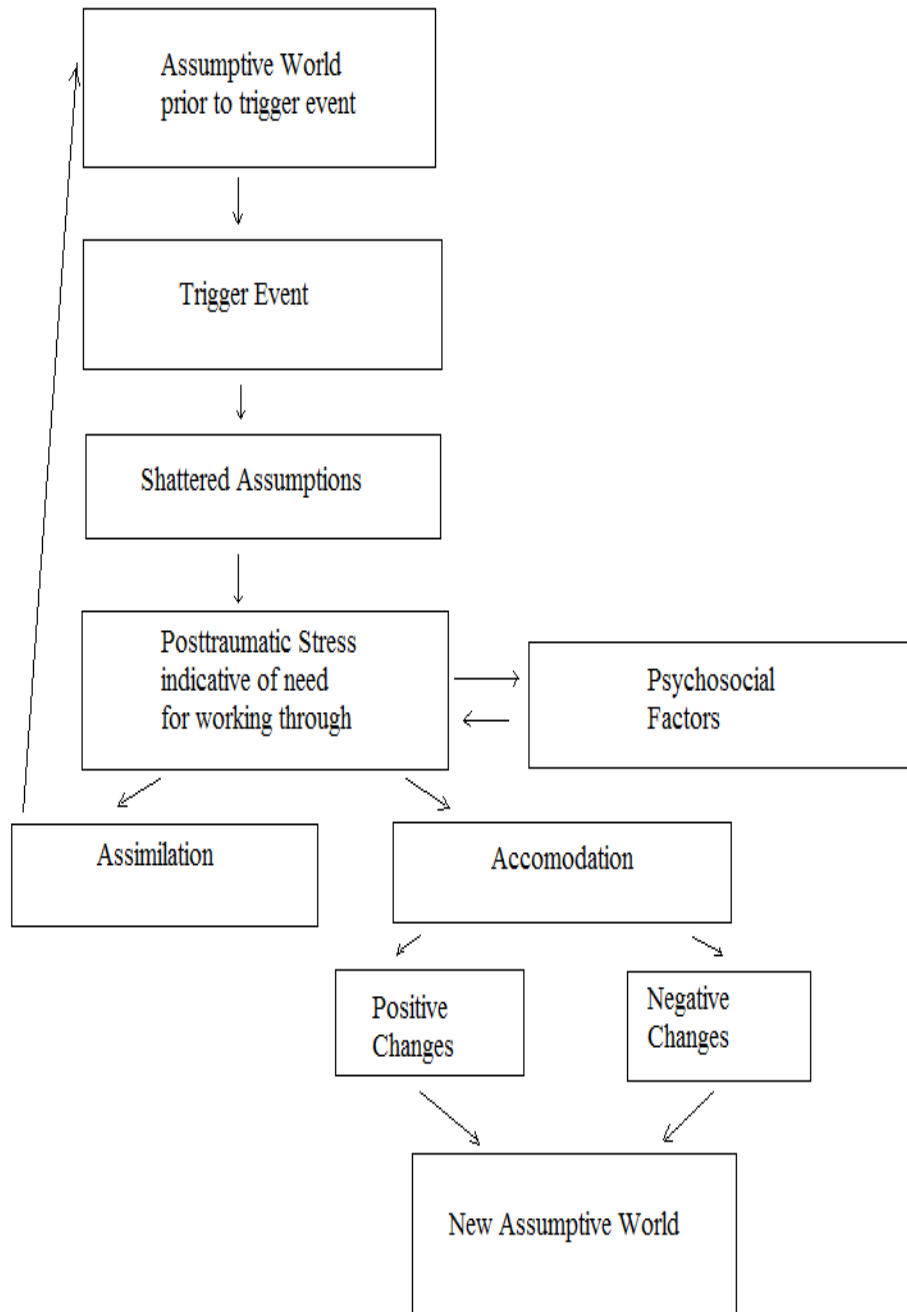 Assumptive World
prior to trigger event
Trigger Event
Shattered Assumptions
Posttraumatic Stress
indicative of need
for working through
Psychosocial
Factors
Assimilation
Accomodation
Positive
Changes
Negative
Changes
New Assumptive World